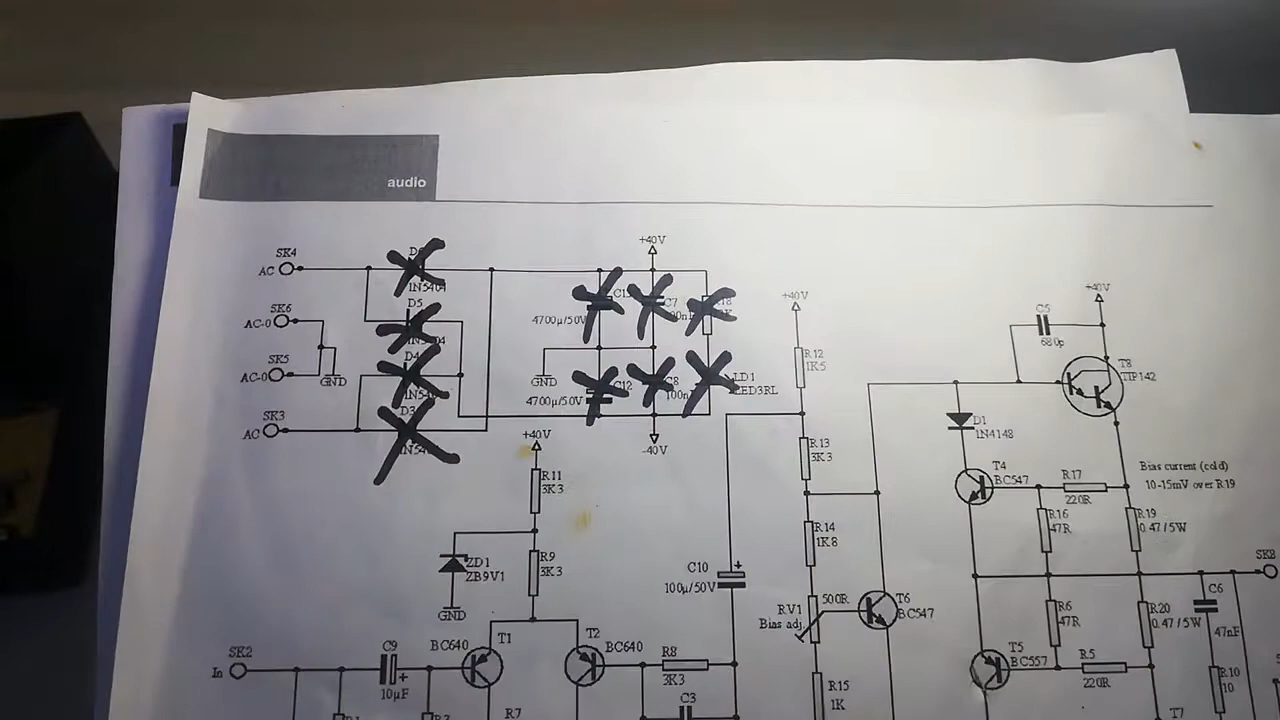 audio
SK4
AC
SK6
AC-0
SK5
AC-0
GND
SK3
AC
D5
D4
D3
+40V
4700µ/50V
C7
GND
C12
C8
4700µ/50V
100n
LD1
LED3RL
-40V
+40V
R12
1K5
R13
3K3
R14
1K8
RV1
500R
Bias adj.
R15
1K
T6
BC547
+40V
C5
680p
T8
TIP142
D1
1N4148
T4
BC547
R17
220R
Bias current (cold)
10-15mV over R19
R16
47R
R19
0.47/5W
SK8
R6
47R
R20
0.47/5W
C6
47nF
T5
BC557
R5
220R
R10
10
T7
+40V
R11
3K3
ZD1
ZB9V1
R9
3K3
GND
C10
100µ/50V
SK2
In
C9
10µF
BC640
T1
T2
BC640
R8
3K3
C3
R7